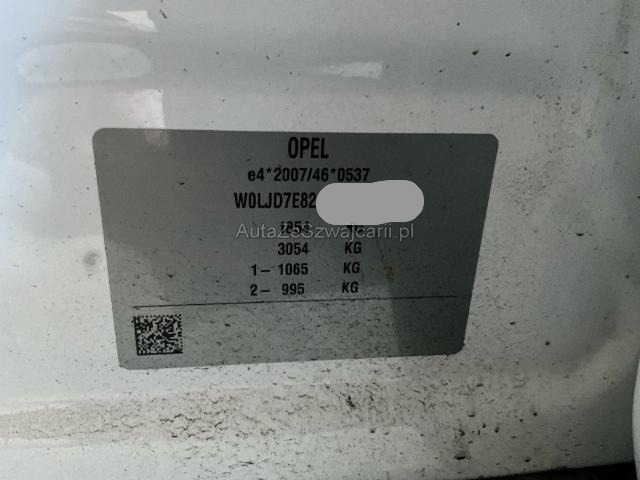 OPEL
e4*2007/46*0537
W0LJD7E82
AutaZeSzwajcarii.pl
3054 KG
1– 1065 KG
2– 995 KG